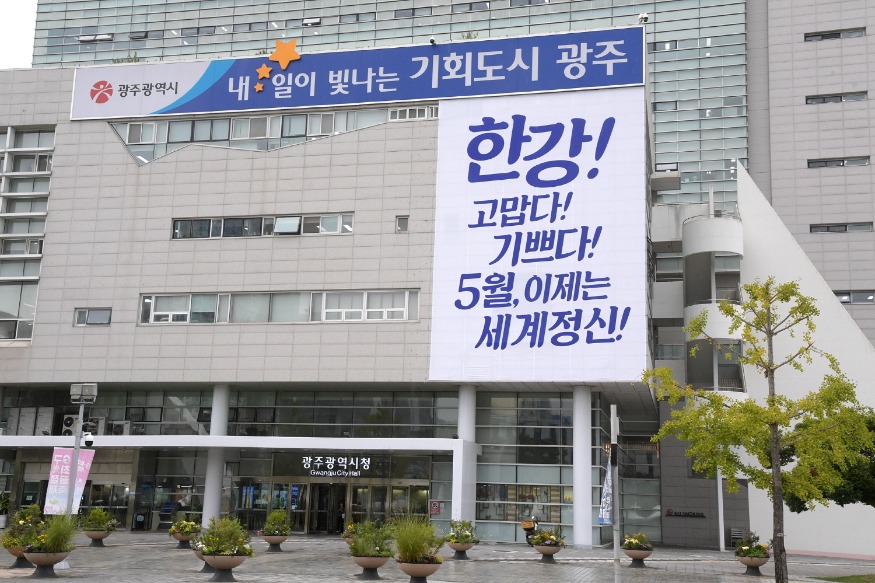 광주광역시
내☆일이 빛나는 기회도시 광주
한강!
고맙다!
기쁘다!
5월, 이제는
세계정신!
광주광역시청
Gwangju City Hall